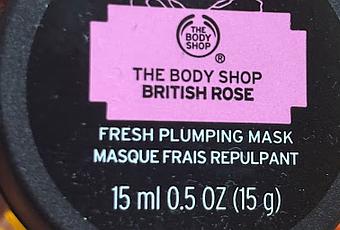 THE
BODY
SHOP
®
THE BODY SHOP
BRITISH ROSE
FRESH PLUMPING MASK
MASQUE FRAIS REPULPANT
15 ml 0.5 OZ (15 g)